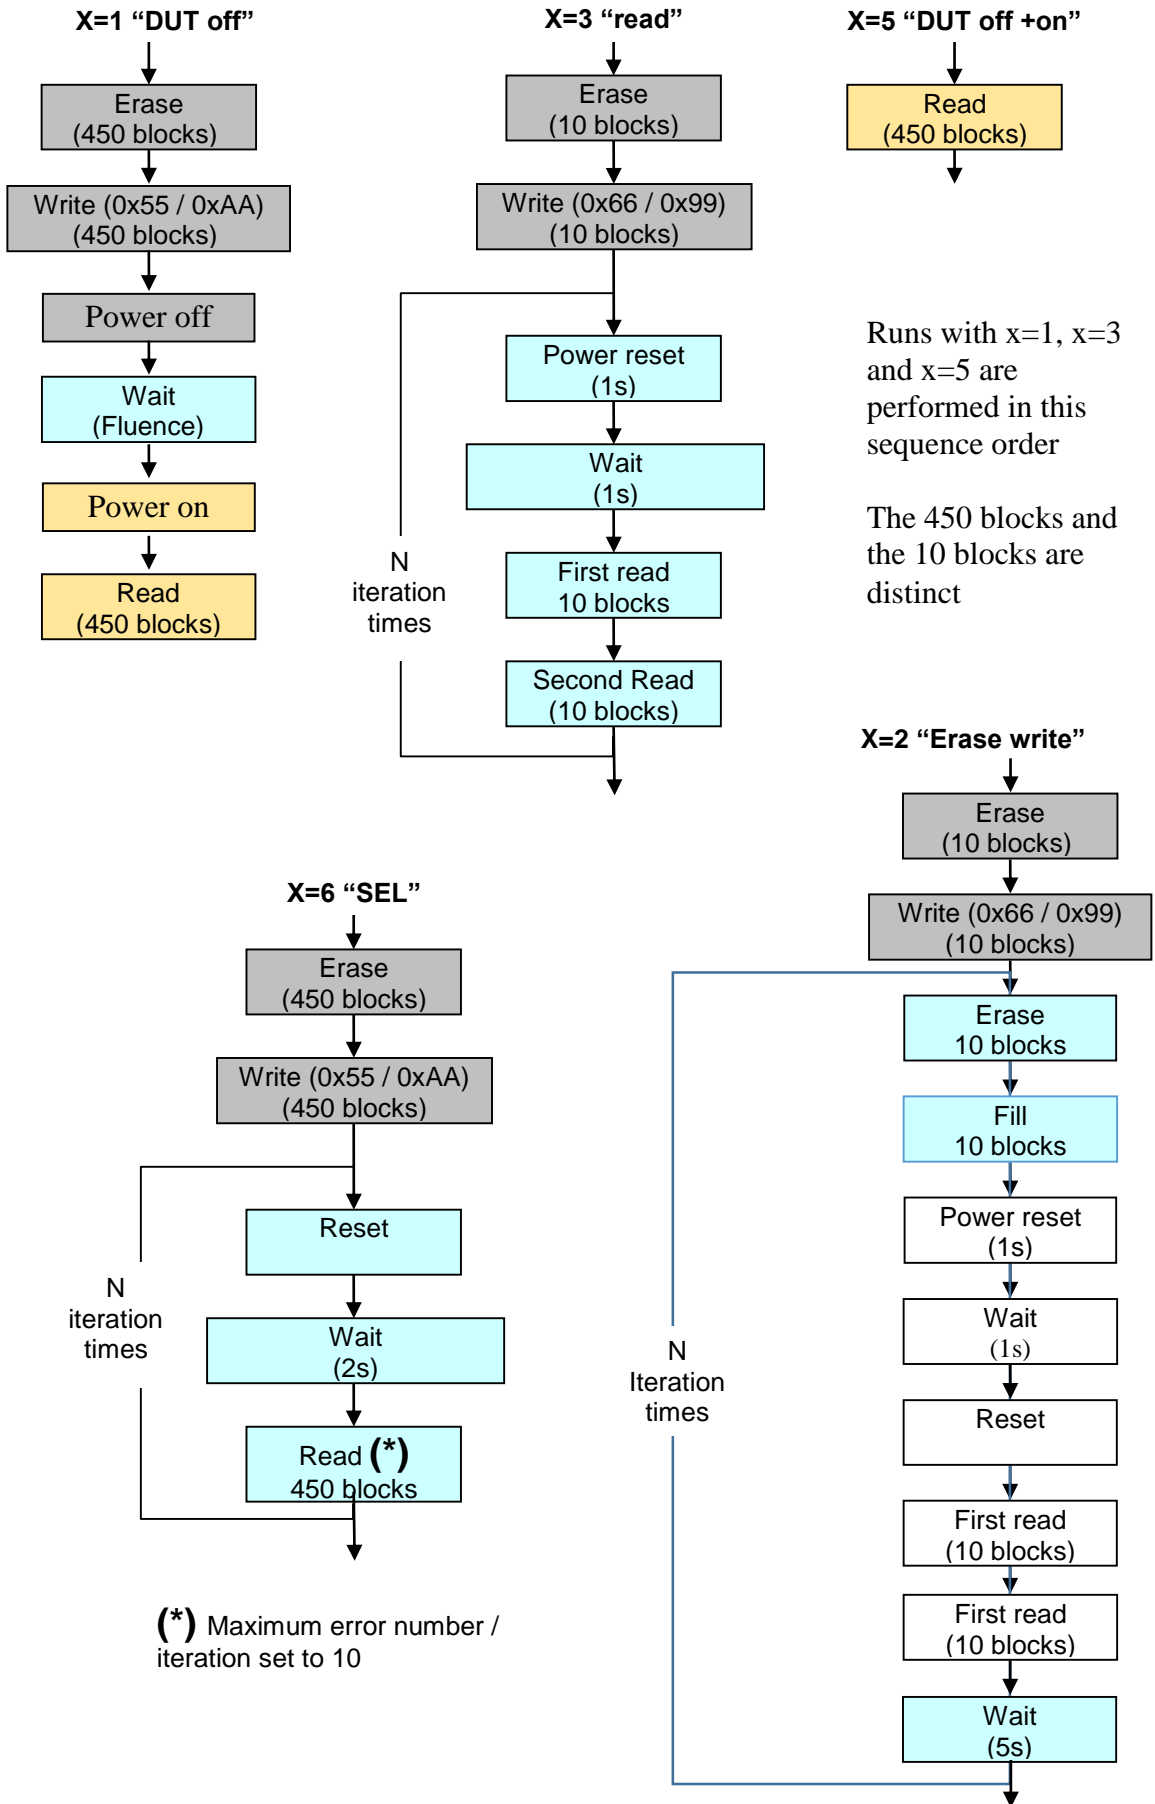 X=1 “DUT off”
Erase
(450 blocks)
Write (0x55 / 0xAA)
(450 blocks)
Power off
Wait
(Fluence)
Power on
Read
(450 blocks)
X=3 “read”
Erase
(10 blocks)
Write (0x66 / 0x99)
(10 blocks)
Power reset
(1s)
Wait
(1s)
First read
10 blocks
Second Read
(10 blocks)
N
iteration
times
X=5 “DUT off +on”
Read
(450 blocks)
Runs with x=1, x=3
and x=5 are
performed in this
sequence order
The 450 blocks and
the 10 blocks are
distinct
X=6 “SEL”
Erase
(450 blocks)
Write (0x55 / 0xAA)
(450 blocks)
Reset
Wait
(2s)
Read (*)
450 blocks
N
iteration
times
(*) Maximum error number /
iteration set to 10
X=2 “Erase write”
Erase
(10 blocks)
Write (0x66 / 0x99)
(10 blocks)
Erase
10 blocks
Fill
10 blocks
Power reset
(1s)
Wait
(1s)
Reset
First read
(10 blocks)
First read
(10 blocks)
Wait
(5s)
N
Iteration
times